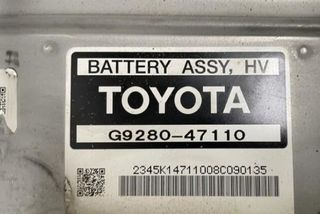 BATTERY ASSY, HV
TOYOTA
G9280-47110
2345K14711008C090135